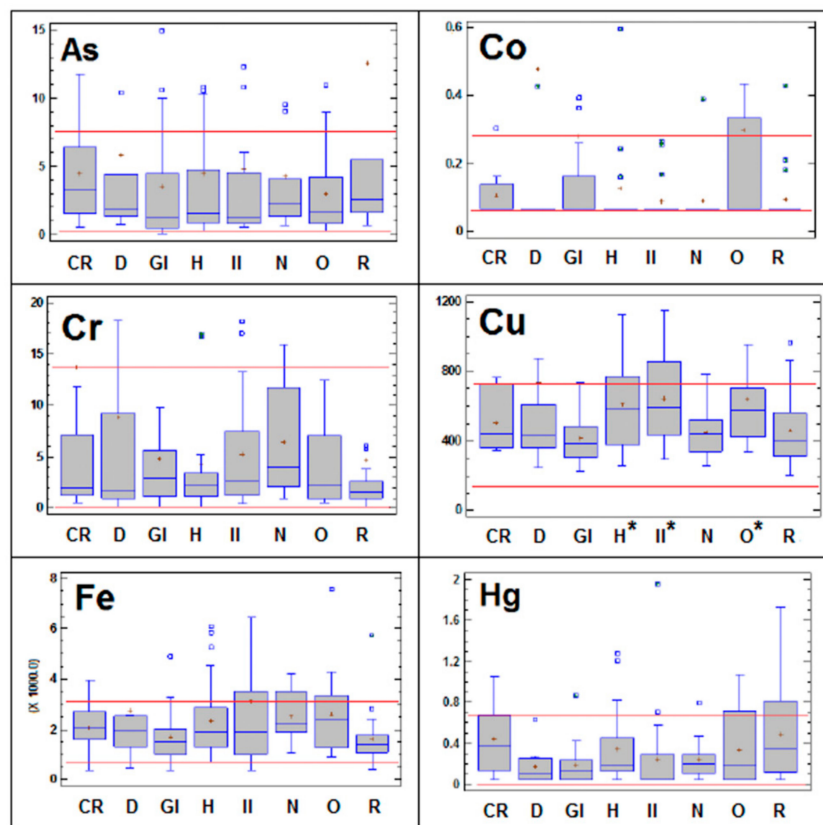 As
15
10
5
0
CR D GI H II N O R
Co
0.6
0.4
0.2
0
CR D GI H II N O R
Cr
20
15
10
5
0
CR D GI H II N O R
Cu
1200
800
400
0
CR D GI H* II* N O* R
Fe
(X 1000.0)
8
6
4
2
0
CR D GI H II N O R
Hg
2
1.6
1.2
0.8
0.4
0
CR D GI H II N O R